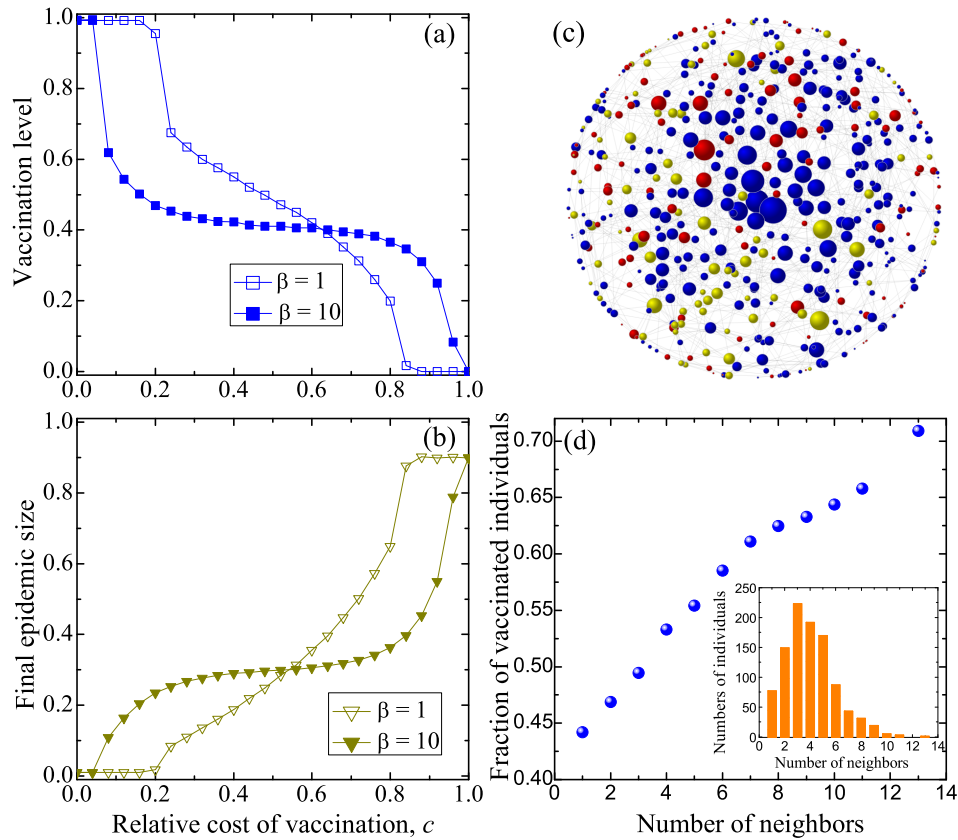 (a)
1.0
0.8
0.6
0.4
0.2
0.0
Vaccination level
β = 1
β = 10
0.0 0.2 0.4 0.6 0.8 1.0
(c)
(b)
1.0
0.8
0.6
0.4
0.2
0.0
Final epidemic size
β = 1
β = 10
0.0 0.2 0.4 0.6 0.8 1.0
Relative cost of vaccination, c
(d)
0.70
0.65
0.60
0.55
0.50
0.45
0.40
Fraction of vaccinated individuals
0 2 4 6 8 10 12 14
Number of neighbors
250
200
150
100
50
0
Numbers of individuals
0 2 4 6 8 10 12 14
Number of neighbors